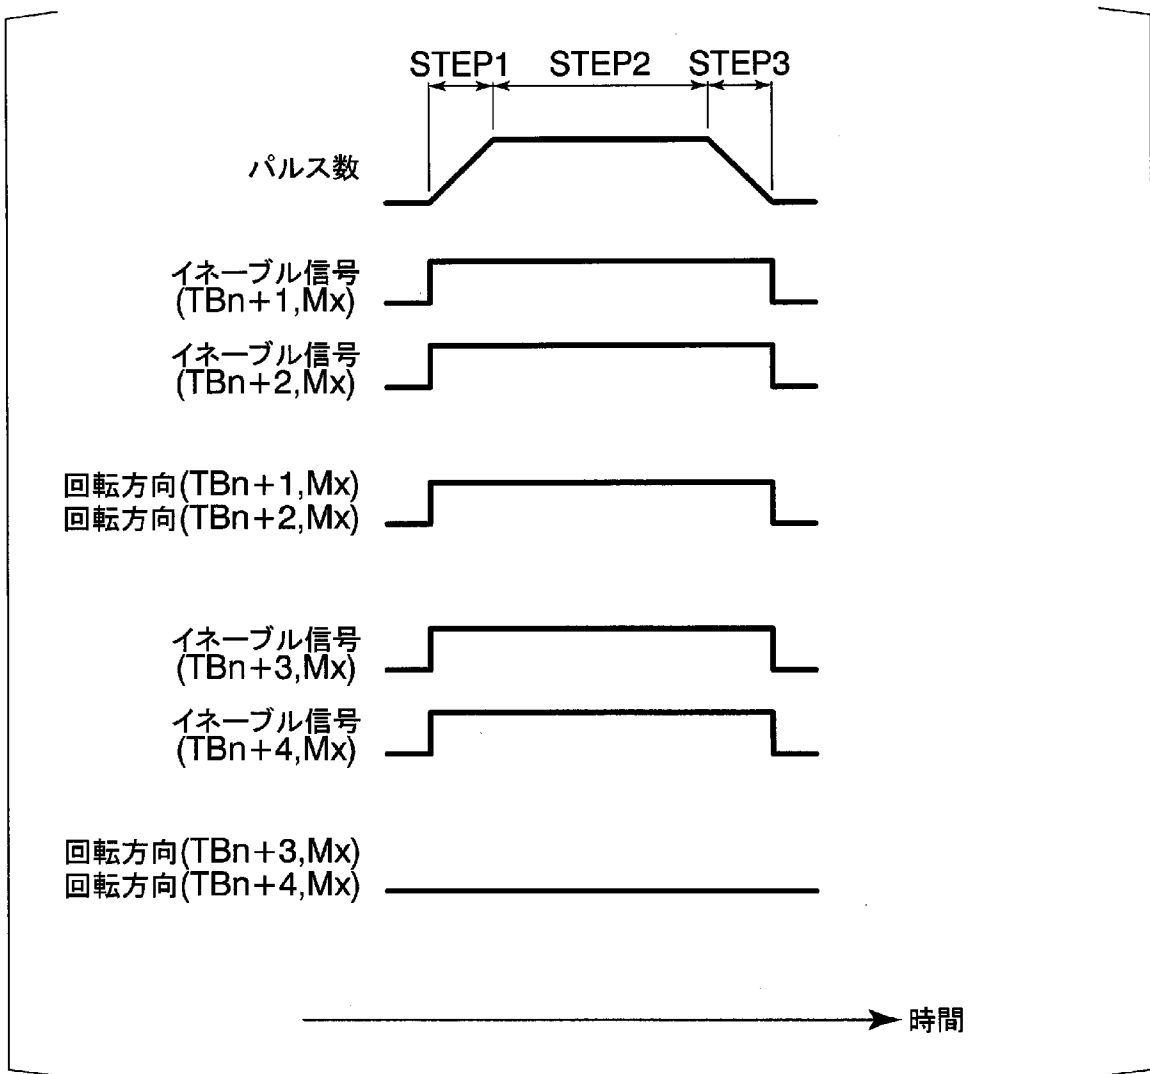 STEP1 STEP2 STEP3
パルス数
イネーブル信号
(TBn+1,Mx)
イネーブル信号
(TBn+2,Mx)
回転方向(TBn+1,Mx)
回転方向(TBn+2,Mx)
イネーブル信号
(TBn+3,Mx)
イネーブル信号
(TBn+4,Mx)
回転方向(TBn+3,Mx)
回転方向(TBn+4,Mx)
時間